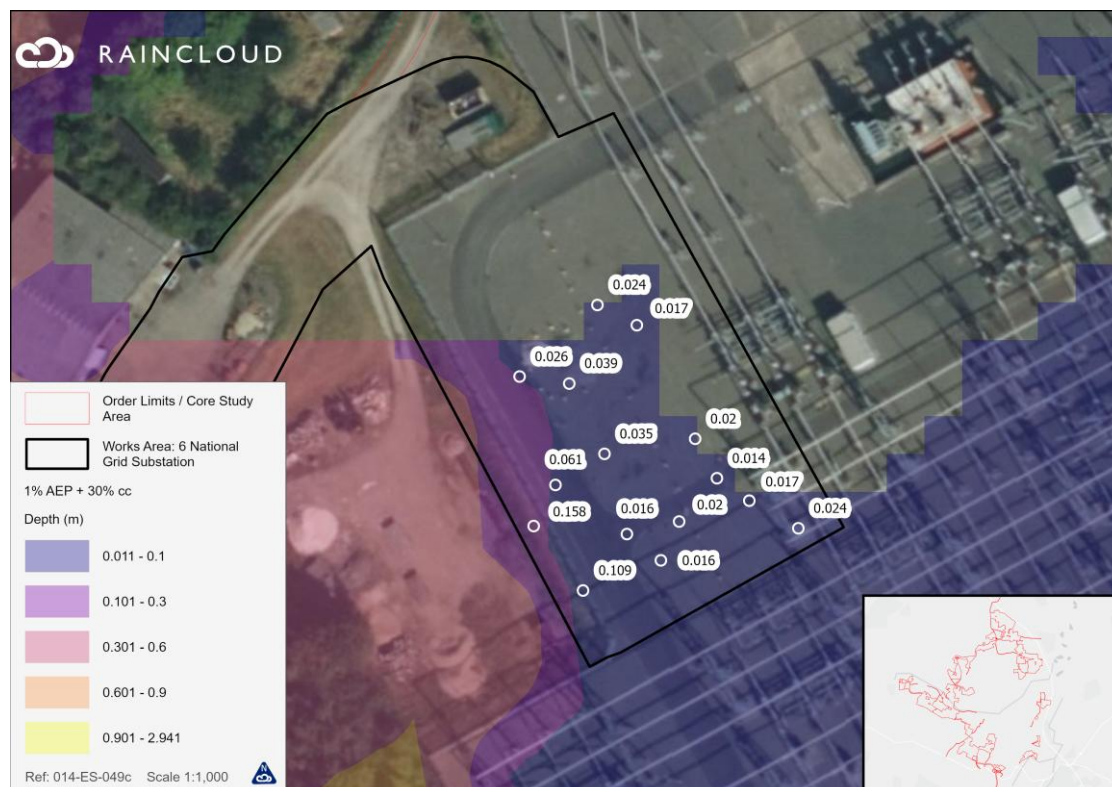 RAINCLOUD
0.024
0.017
0.026
0.039
0.02
0.035
0.014
0.061
0.017
0.158
0.016
0.02
0.024
0.016
0.109
Order Limits / Core Study
Area
Works Area: 6 National
Grid Substation
1% AEP + 30% cc
Depth (m)
0.011 - 0.1
0.101 - 0.3
0.301 - 0.6
0.601 - 0.9
0.901 - 2.941
Ref: 014-ES-049c Scale 1:1,000
N